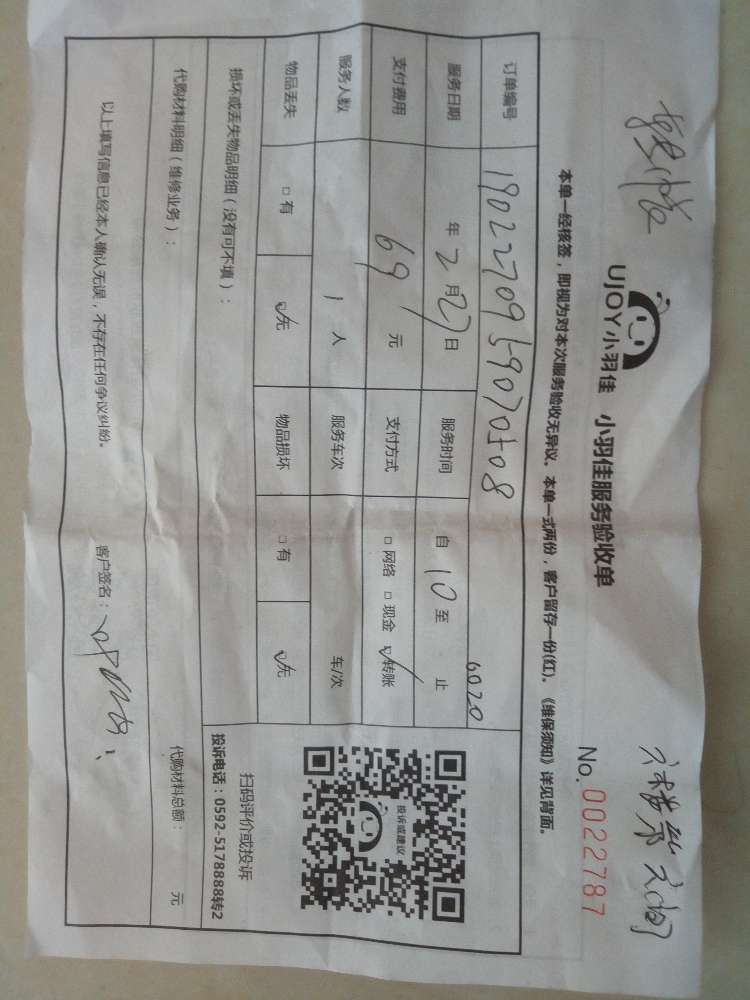 UJOY小羽佳 小羽佳服务验收单
No. 0022787
本单一经核签，即视为对本次服务验收无异议。本单一式两份，客户留存一份(红)。《维保须知》详见背面。
6020
订单编号 1902270959070508
服务日期 年 2 月 27 日 服务时间 自 10 至 止
支付费用 69 元 支付方式 □ 网络 □ 现金 ☑ 转账
服务人数 1 人 服务车次 车/次
物品丢失 □ 有 ☑ 无 物品损坏 □ 有 ☑ 无
损坏或丢失物品明细（没有可不填）：
投诉或建议
扫码评价或投诉
投诉电话：0592-5178888转2
代购材料明细（维修业务）： 代购材料总额： 元
以上填写信息已经本人确认无误，不存在任何争议纠纷。 客户签名：